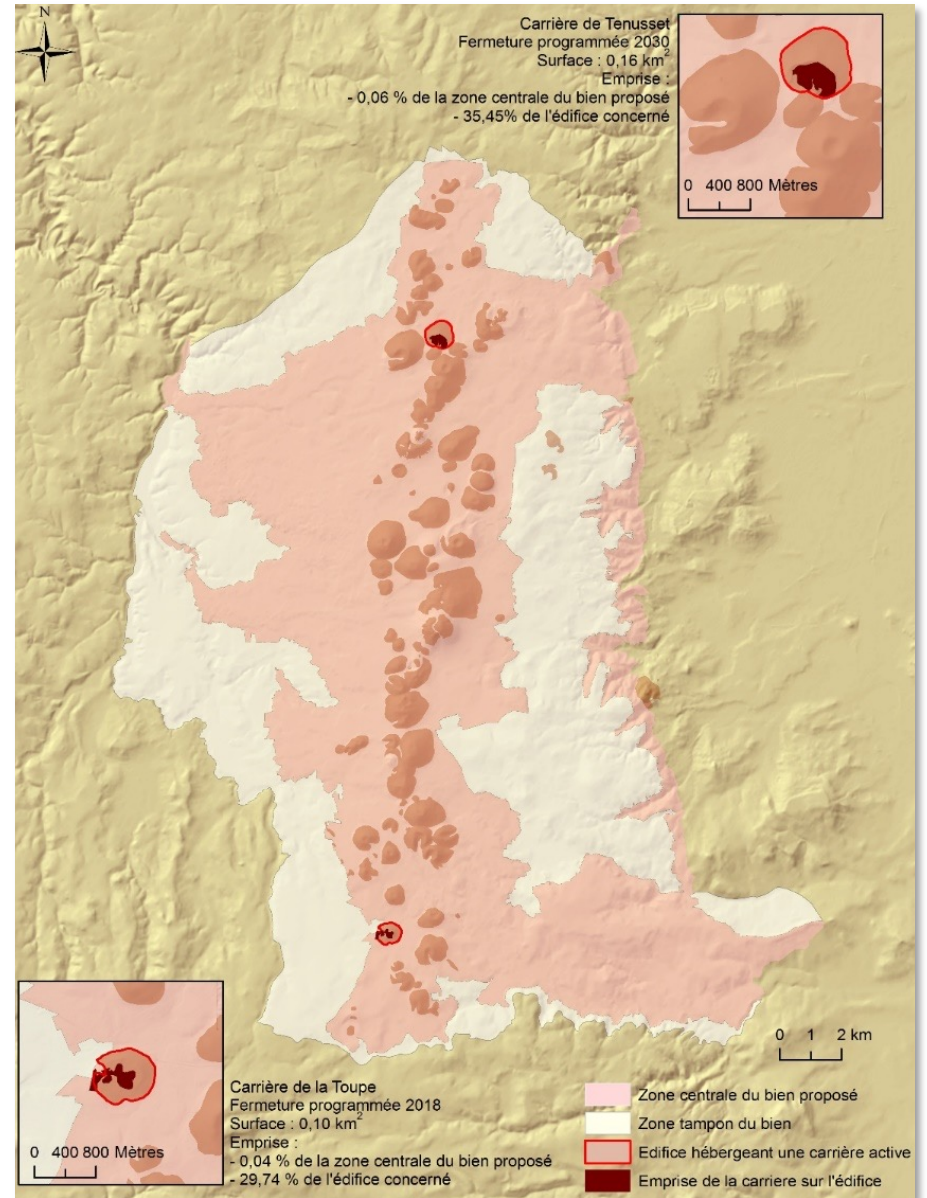 N
Carrière de Tenusset
Fermeture programmée 2030
Surface : 0,16 km²
Emprise :
- 0,06 % de la zone centrale du bien proposé
- 35,45% de l'édifice concerné
0 400 800 Mètres
0 1 2 km
0 400 800 Mètres
Carrière de la Toupe
Fermeture programmée 2018
Surface : 0,10 km²
Emprise :
- 0,04 % de la zone centrale du bien proposé
- 29,74 % de l'édifice concerné
Zone centrale du bien proposé
Zone tampon du bien
Edifice hébergeant une carrière active
Emprise de la carriere sur l'édifice